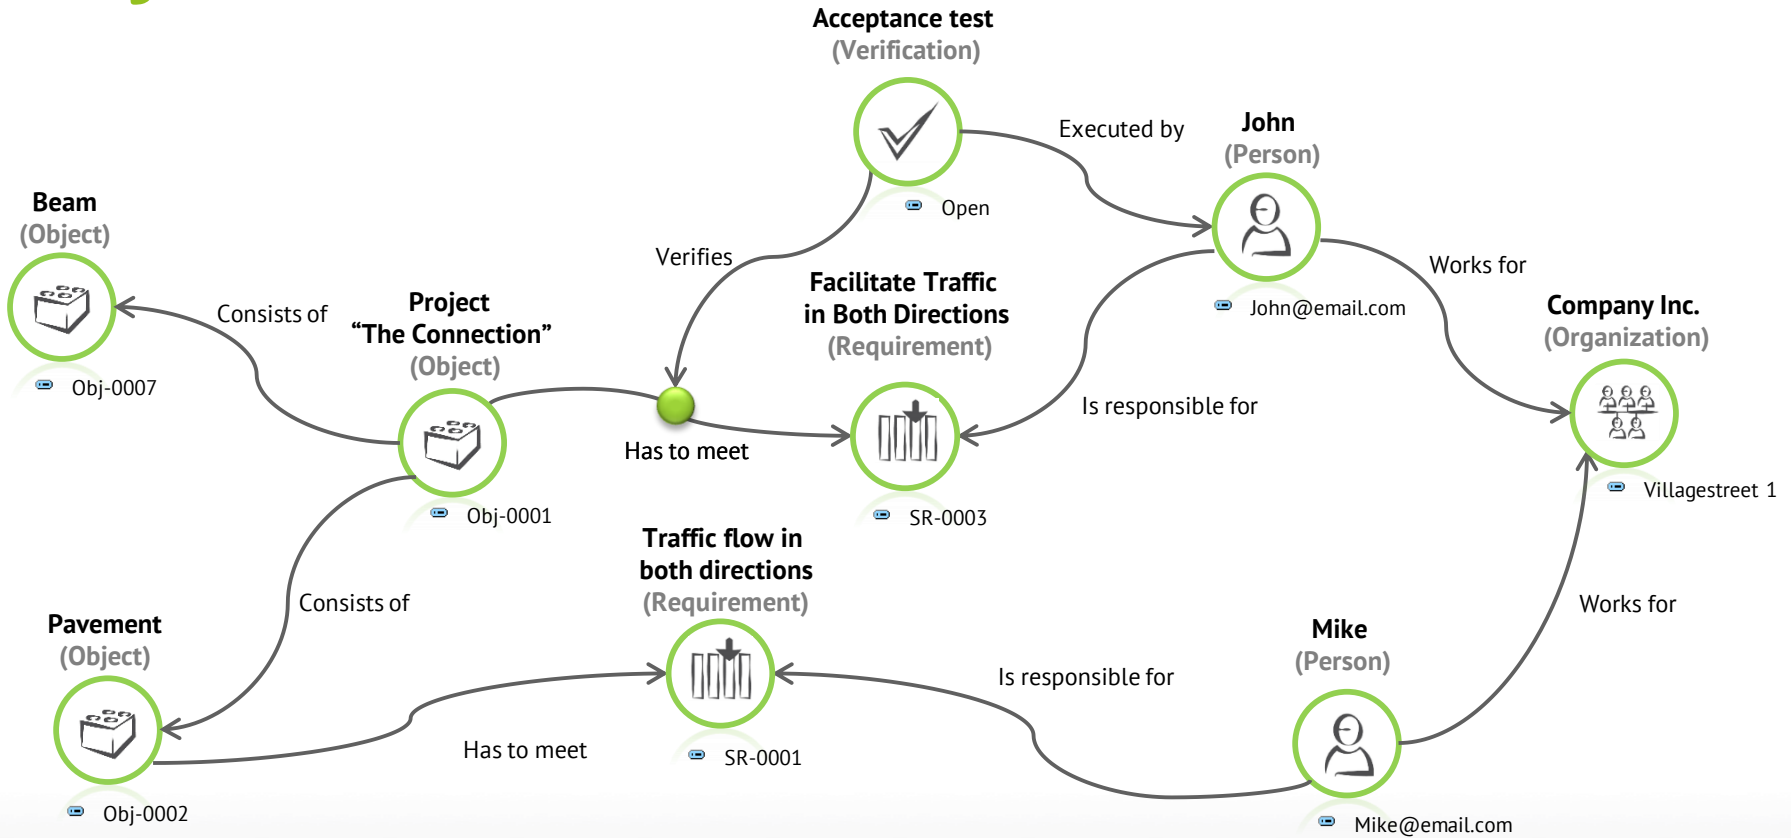 Acceptance test
(Verification)
Executed by
John
(Person)
Open
Beam
(Object)
Verifies
Works for
Facilitate Traffic
in Both Directions
(Requirement)
John@email.com
Consists of
Project
“The Connection”
(Object)
Company Inc.
(Organization)
Obj-0007
Is responsible for
Has to meet
Villagestreet 1
Obj-0001
SR-0003
Traffic flow in
both directions
(Requirement)
Consists of
Works for
Pavement
(Object)
Mike
(Person)
Is responsible for
Has to meet
SR-0001
Obj-0002
Mike@email.com